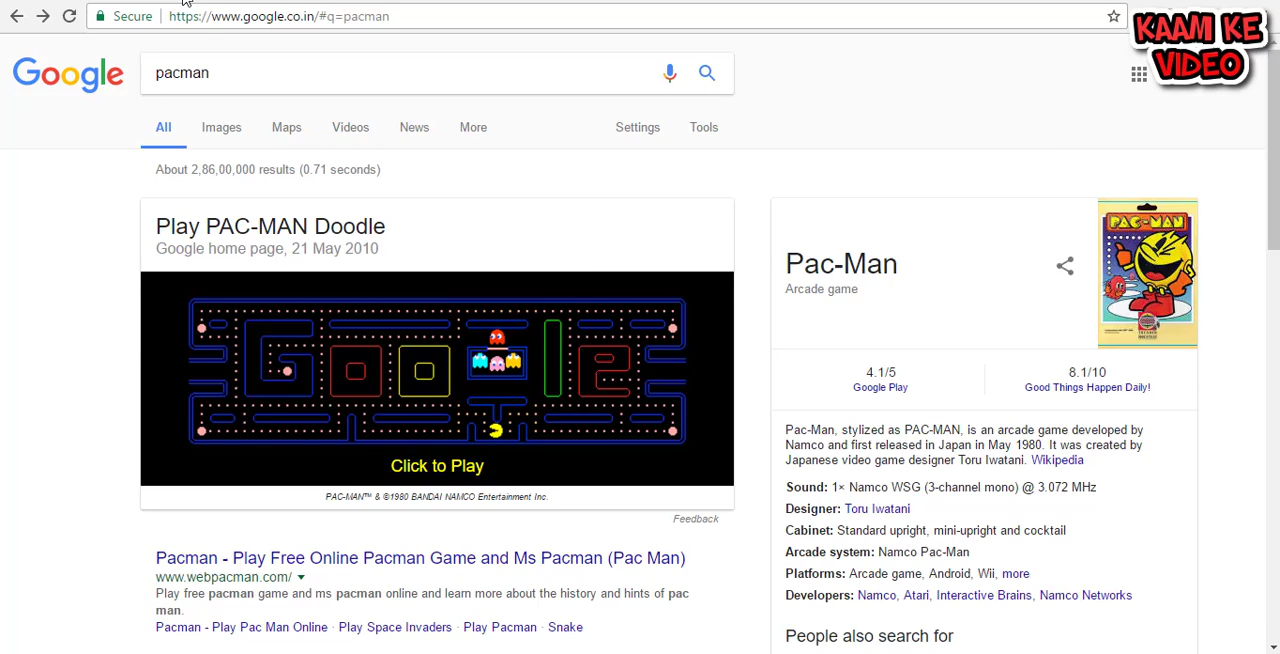 Secure
https://www.google.co.in/#q=pacman
KAAM KE
VIDEO
Google
pacman
All Images Maps Videos News More Settings Tools
About 2,86,00,000 results (0.71 seconds)
Play PAC-MAN Doodle
Google home page, 21 May 2010
Click to Play
PAC-MAN™ & ©1980 BANDAI NAMCO Entertainment Inc.
Feedback
Pacman - Play Free Online Pacman Game and Ms Pacman (Pac Man)
www.webpacman.com/
Play free pacman game and ms pacman online and learn more about the history and hints of pac
man.
Pacman - Play Pac Man Online · Play Space Invaders · Play Pacman · Snake
Pac-Man
Arcade game
PAC-MAN
4.1/5
Google Play
8.1/10
Good Things Happen Daily!
Pac-Man, stylized as PAC-MAN, is an arcade game developed by
Namco and first released in Japan in May 1980. It was created by
Japanese video game designer Toru Iwatani. Wikipedia
Sound: 1× Namco WSG (3-channel mono) @ 3.072 MHz
Designer: Toru Iwatani
Cabinet: Standard upright, mini-upright and cocktail
Arcade system: Namco Pac-Man
Platforms: Arcade game, Android, Wii, more
Developers: Namco, Atari, Interactive Brains, Namco Networks
People also search for